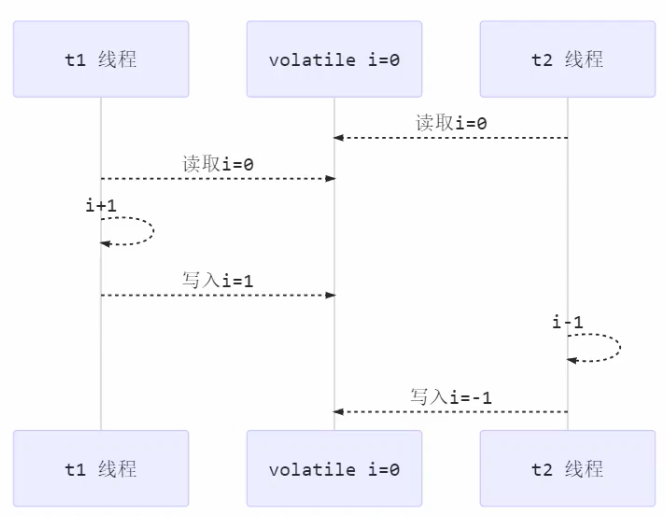 t1 线程
volatile i=0
t2 线程
读取i=0
读取i=0
i+1
写入i=1
i-1
写入i=-1
t1 线程
volatile i=0
t2 线程